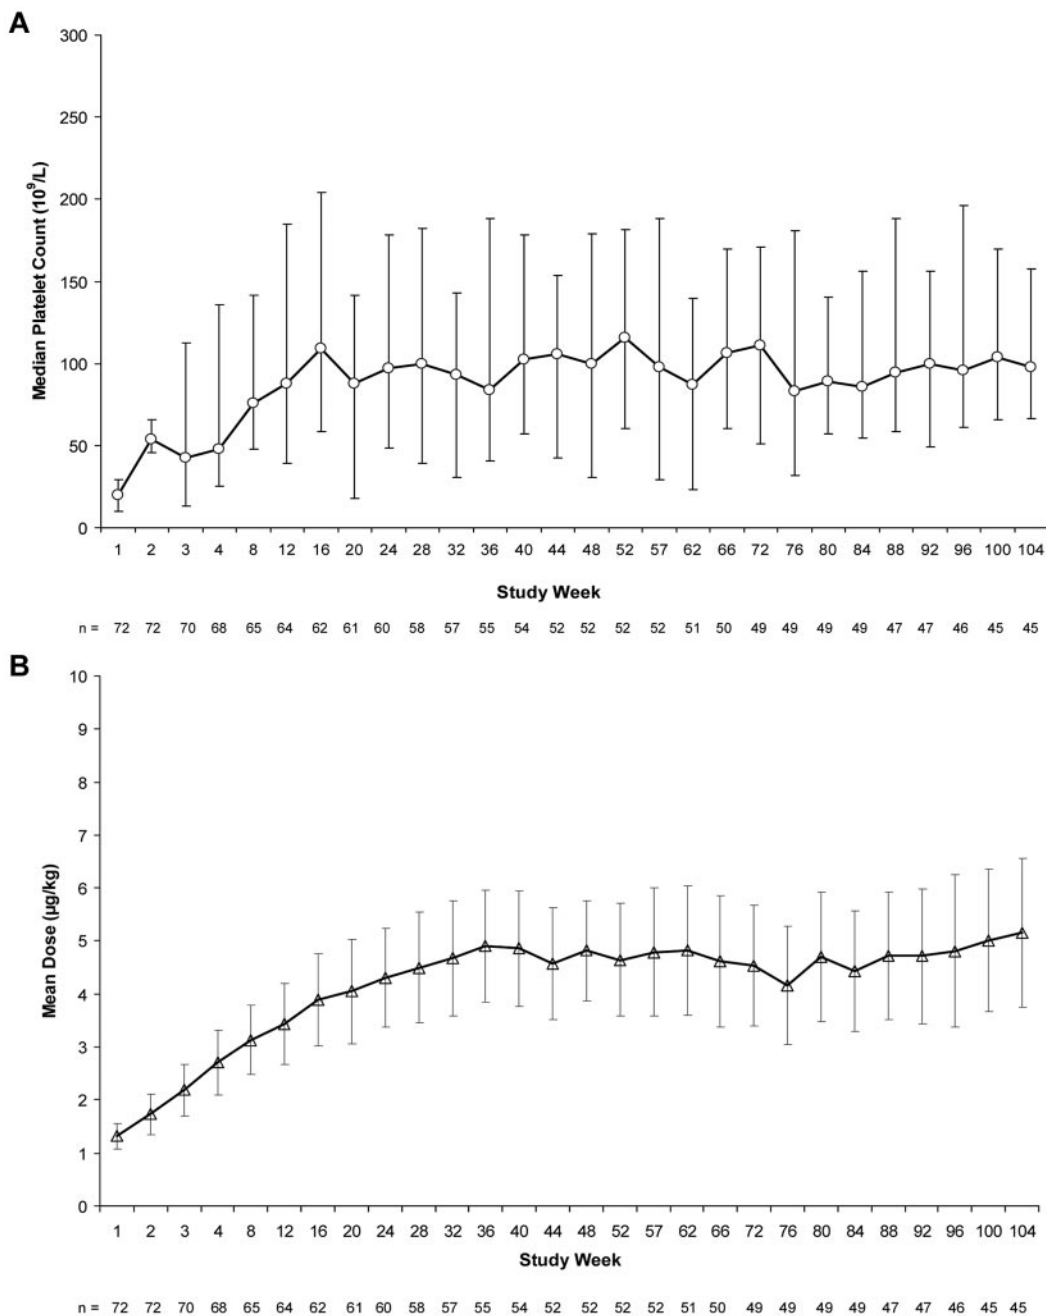 A
300
250
200
150
100
50
0
Median Platelet Count (10⁹/L)
1 2 3 4 8 12 16 20 24 28 32 36 40 44 48 52 57 62 66 72 76 80 84 88 92 96 100 104
Study Week
n = 72 72 70 68 65 64 62 61 60 58 57 55 54 52 52 52 52 51 50 49 49 49 49 47 47 46 45 45
B
10
9
8
7
6
5
4
3
2
1
0
Mean Dose (µg/kg)
1 2 3 4 8 12 16 20 24 28 32 36 40 44 48 52 57 62 66 72 76 80 84 88 92 96 100 104
Study Week
n = 72 72 70 68 65 64 62 61 60 58 57 55 54 52 52 52 52 51 50 49 49 49 49 47 47 46 45 45